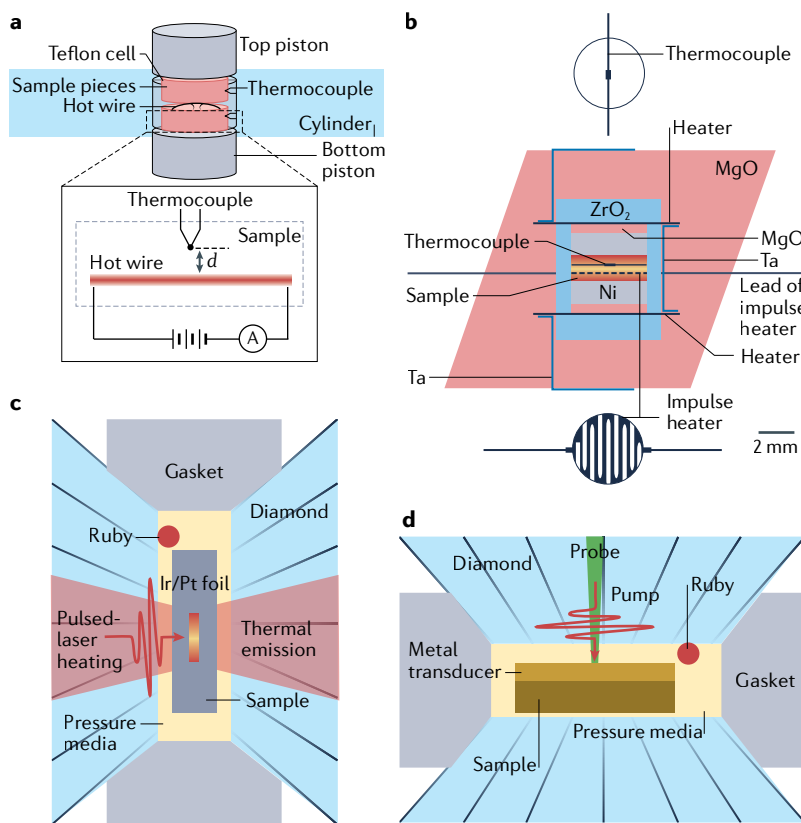 a
Top piston
Teflon cell
Sample pieces
Thermocouple
Hot wire
Cylinder
Bottom
piston
Thermocouple
Sample
d
Hot wire
A
b
Thermocouple
Heater
MgO
ZrO2
MgO
Thermocouple
Ta
Sample
Ni
Lead of
impulse
heater
Heater
Ta
Impulse
heater
2 mm
c
Gasket
Diamond
Ruby
Ir/Pt foil
Pulsed-
laser
heating
Thermal
emission
Sample
Pressure
media
d
Diamond
Probe
Ruby
Pump
Metal
transducer
Gasket
Pressure media
Sample